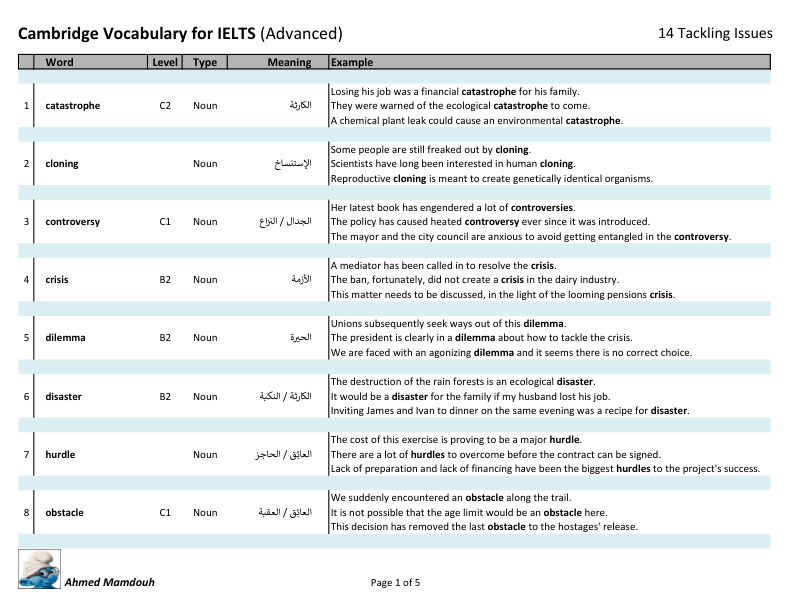 Cambridge Vocabulary for IELTS (Advanced) 14 Tackling Issues
Word Level Type Meaning Example
Losing his job was a financial catastrophe for his family.
1 catastrophe C2 Noun الكارثة They were warned of the ecological catastrophe to come.
A chemical plant leak could cause an environmental catastrophe.
Some people are still freaked out by cloning.
2 cloning Noun الإستنساخ Scientists have long been interested in human cloning.
Reproductive cloning is meant to create genetically identical organisms.
Her latest book has engendered a lot of controversies.
3 controversy C1 Noun الجدال / النزاع The policy has caused heated controversy ever since it was introduced.
The mayor and the city council are anxious to avoid getting entangled in the controversy.
A mediator has been called in to resolve the crisis.
4 crisis B2 Noun الأزمة The ban, fortunately, did not create a crisis in the dairy industry.
This matter needs to be discussed, in the light of the looming pensions crisis.
Unions subsequently seek ways out of this dilemma.
5 dilemma B2 Noun الحيرة The president is clearly in a dilemma about how to tackle the crisis.
We are faced with an agonizing dilemma and it seems there is no correct choice.
The destruction of the rain forests is an ecological disaster.
6 disaster B2 Noun الكارثة / النكبة It would be a disaster for the family if my husband lost his job.
Inviting James and Ivan to dinner on the same evening was a recipe for disaster.
The cost of this exercise is proving to be a major hurdle.
7 hurdle Noun العائق / الحاجز There are a lot of hurdles to overcome before the contract can be signed.
Lack of preparation and lack of financing have been the biggest hurdles to the project's success.
We suddenly encountered an obstacle along the trail.
8 obstacle C1 Noun العائق / العقبة It is not possible that the age limit would be an obstacle here.
This decision has removed the last obstacle to the hostages' release.
Ahmed Mamdouh Page 1 of 5